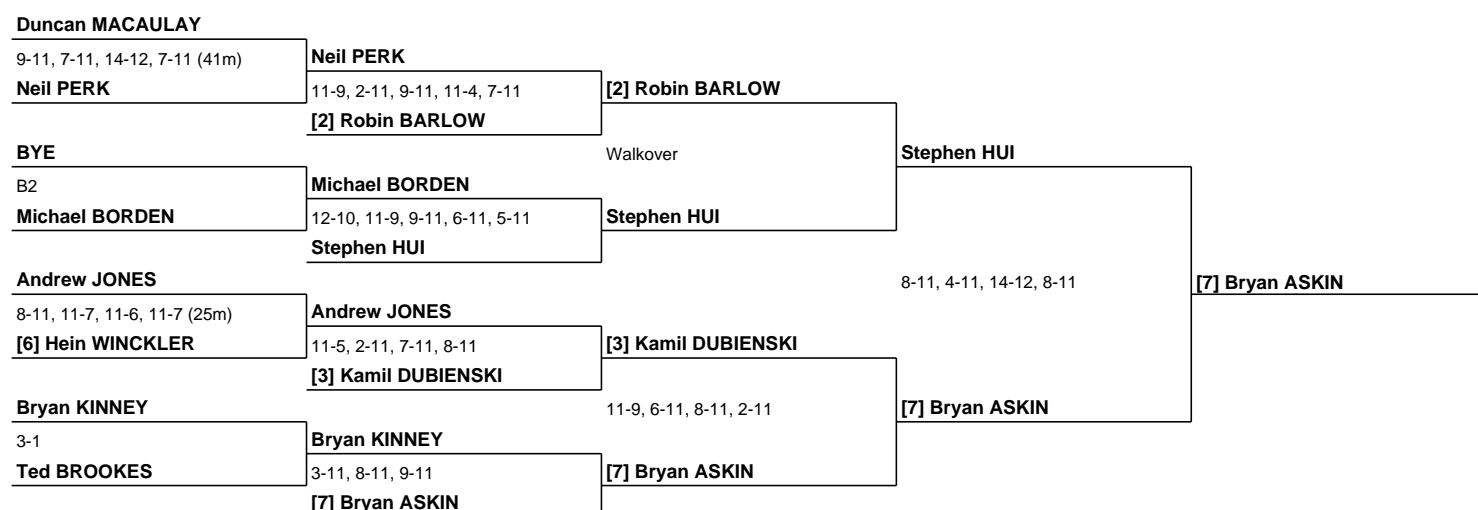 Duncan MACAULAY
9-11, 7-11, 14-12, 7-11 (41m)
Neil PERK
Neil PERK
11-9, 2-11, 9-11, 11-4, 7-11
[2] Robin BARLOW
[2] Robin BARLOW
BYE
Walkover
Stephen HUI
B2
Michael BORDEN
Michael BORDEN
12-10, 11-9, 9-11, 6-11, 5-11
Stephen HUI
Stephen HUI
Andrew JONES
8-11, 4-11, 14-12, 8-11
[7] Bryan ASKIN
8-11, 11-7, 11-6, 11-7 (25m)
Andrew JONES
[6] Hein WINCKLER
11-5, 2-11, 7-11, 8-11
[3] Kamil DUBIENSKI
[3] Kamil DUBIENSKI
Bryan KINNEY
11-9, 6-11, 8-11, 2-11
[7] Bryan ASKIN
3-1
Bryan KINNEY
Ted BROOKES
3-11, 8-11, 9-11
[7] Bryan ASKIN
[7] Bryan ASKIN